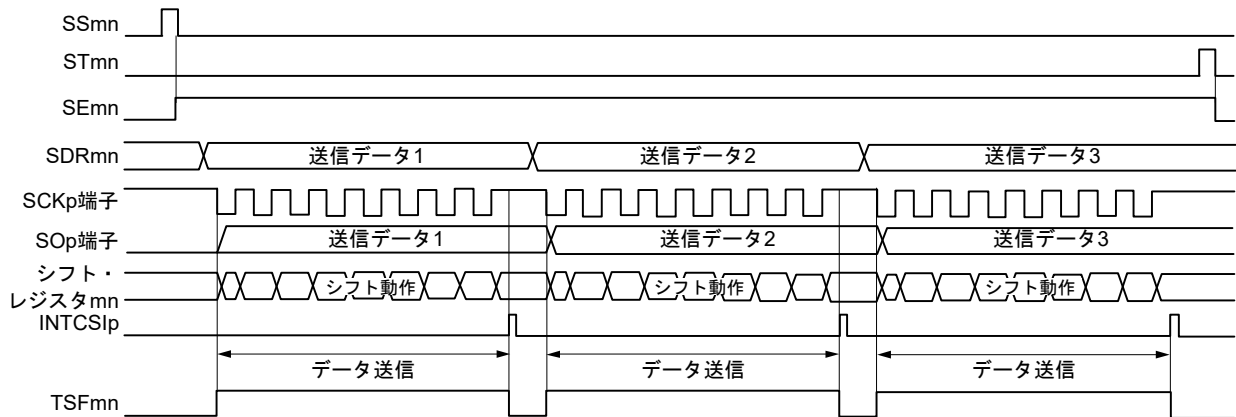 SSmn
STmn
SEmn
SDRmn 送信データ1 送信データ2 送信データ3
SCKp端子
SOp端子 送信データ1 送信データ2 送信データ3
シフト・
レジスタmn シフト動作 シフト動作 シフト動作
INTCSIp
データ送信 データ送信 データ送信
TSFmn